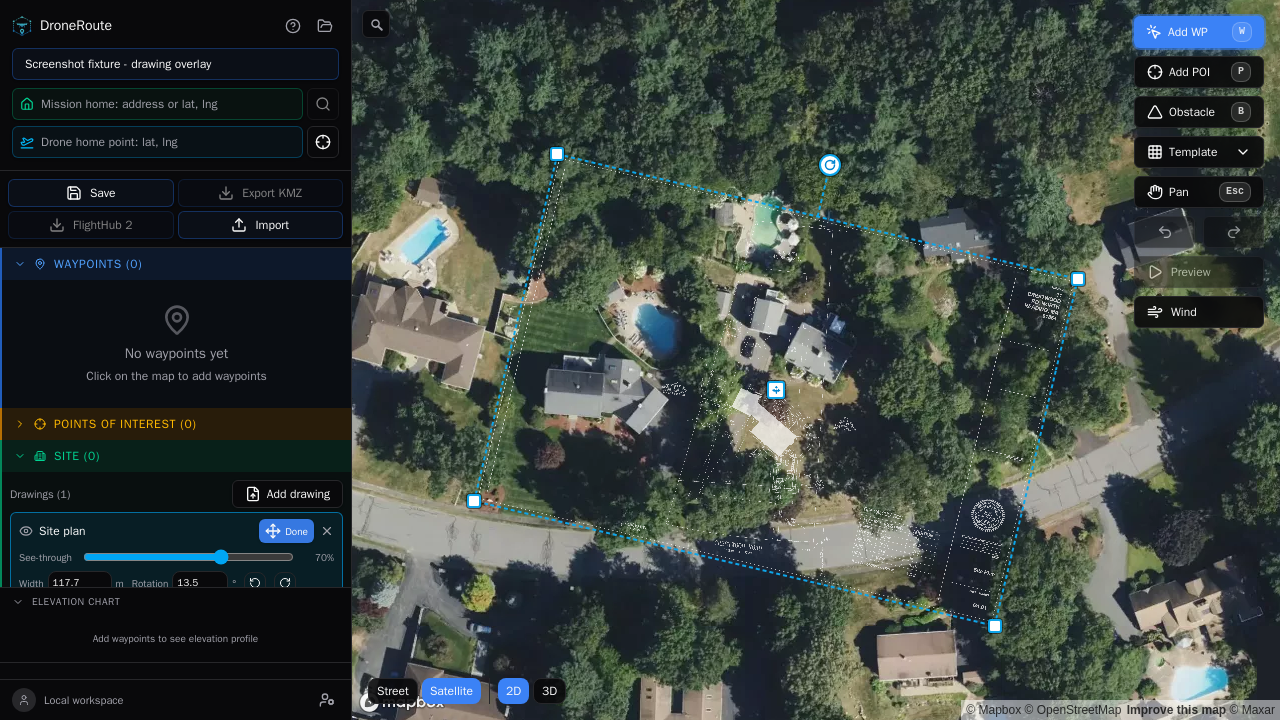 DroneRoute
Screenshot fixture - drawing overlay
Mission home: address or lat, lng
Drone home point: lat, lng
Save
Export KMZ
FlightHub 2
Import
WAYPOINTS (0)
No waypoints yet
Click on the map to add waypoints
POINTS OF INTEREST (0)
SITE (0)
Drawings (1)
Add drawing
Site plan
Done
See-through
70%
Width 117.7 m Rotation 13.5 °
ELEVATION CHART
Add waypoints to see elevation profile
Local workspace
Add WP W
Add POI P
Obstacle B
Template
Pan Esc
Preview
Wind
Street Satellite 2D 3D
mapbox
© Mapbox © OpenStreetMap Improve this map © Maxar